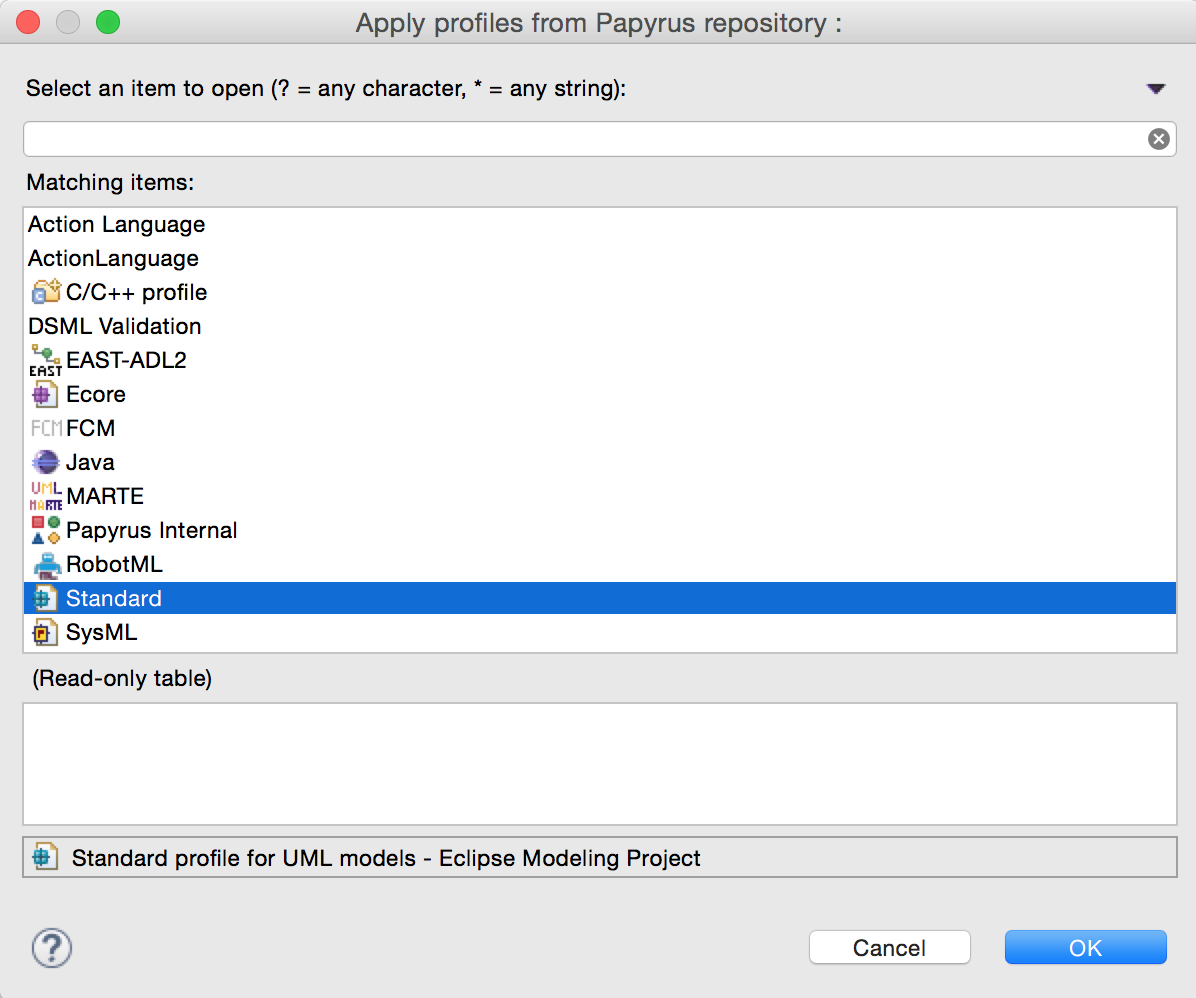 Apply profiles from Papyrus repository :
Select an item to open (? = any character, * = any string):
Matching items:
Action Language
ActionLanguage
C C/C++ profile
DSML Validation
EAST EAST-ADL2
Ecore
FCM FCM
Java
UML MARTE MARTE
Papyrus Internal
RobotML
Standard
SysML
(Read-only table)
Standard profile for UML models - Eclipse Modeling Project
?
Cancel
OK